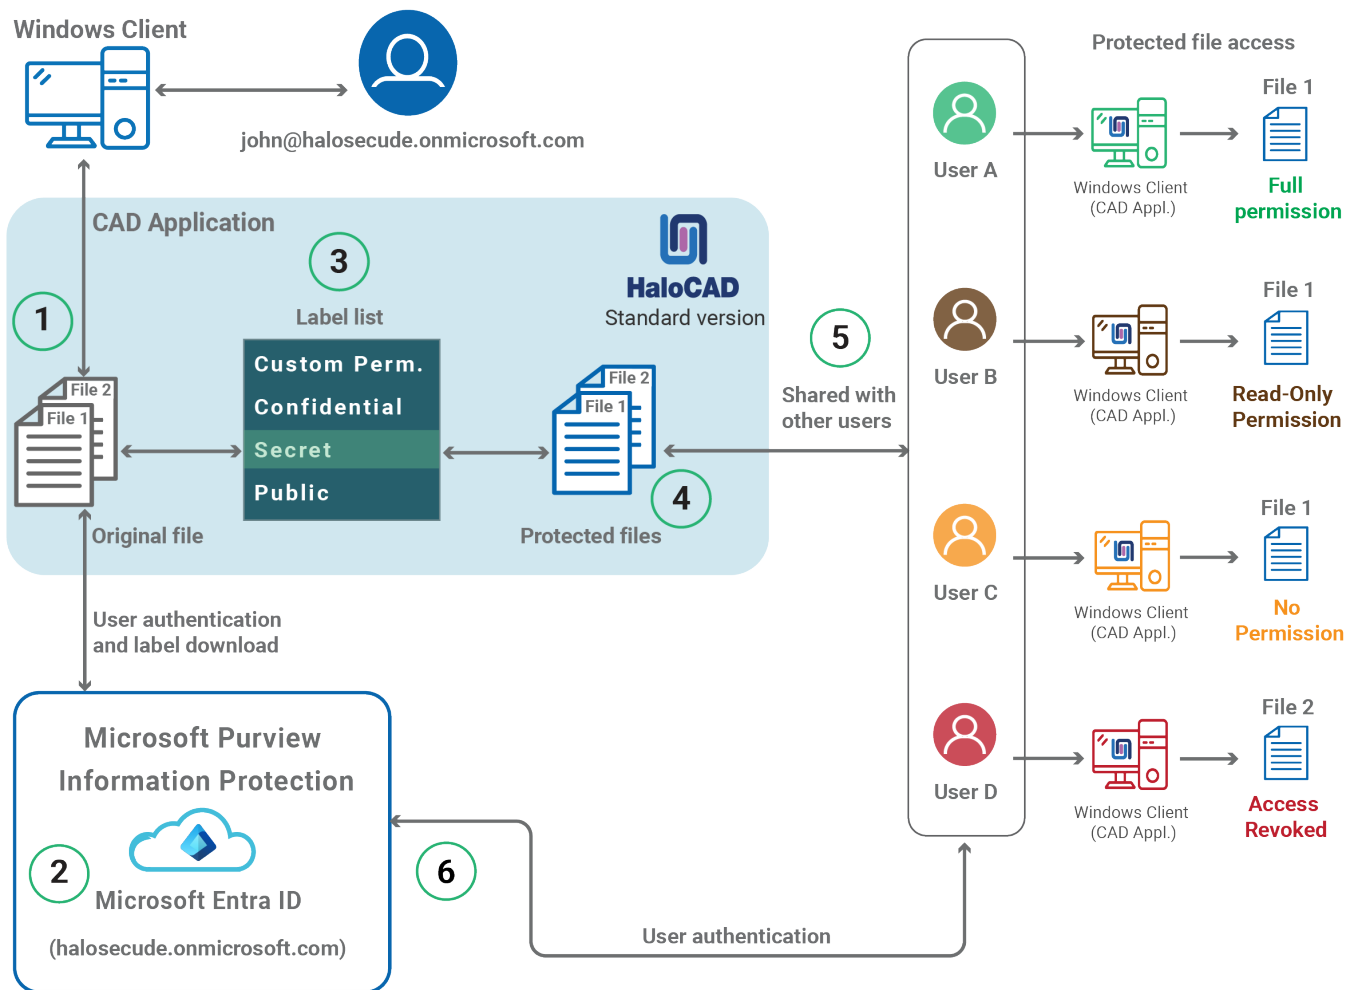 Windows Client
john@halosecude.onmicrosoft.com
CAD Application
1
3
Label list
Custom Perm.
Confidential
Secret
Public
HaloCAD
Standard version
File 2
File 1
Original file
File 2
File 1
4
Protected files
5
Shared with
other users
User authentication
and label download
Microsoft Purview
Information Protection
2
Microsoft Entra ID
(halosecude.onmicrosoft.com)
6
User authentication
User A
User B
User C
User D
Protected file access
Windows Client
(CAD Appl.)
File 1
Full
permission
Windows Client
(CAD Appl.)
File 1
Read-Only
Permission
Windows Client
(CAD Appl.)
File 1
No
Permission
Windows Client
(CAD Appl.)
File 2
Access
Revoked